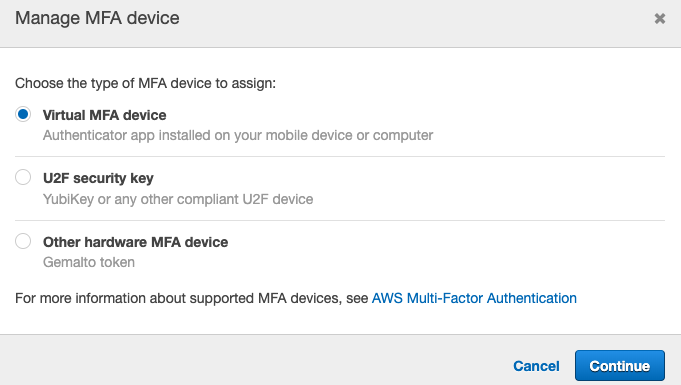 Manage MFA device
Choose the type of MFA device to assign:
Virtual MFA device
Authenticator app installed on your mobile device or computer
U2F security key
YubiKey or any other compliant U2F device
Other hardware MFA device
Gemalto token
For more information about supported MFA devices, see AWS Multi-Factor Authentication
Cancel Continue